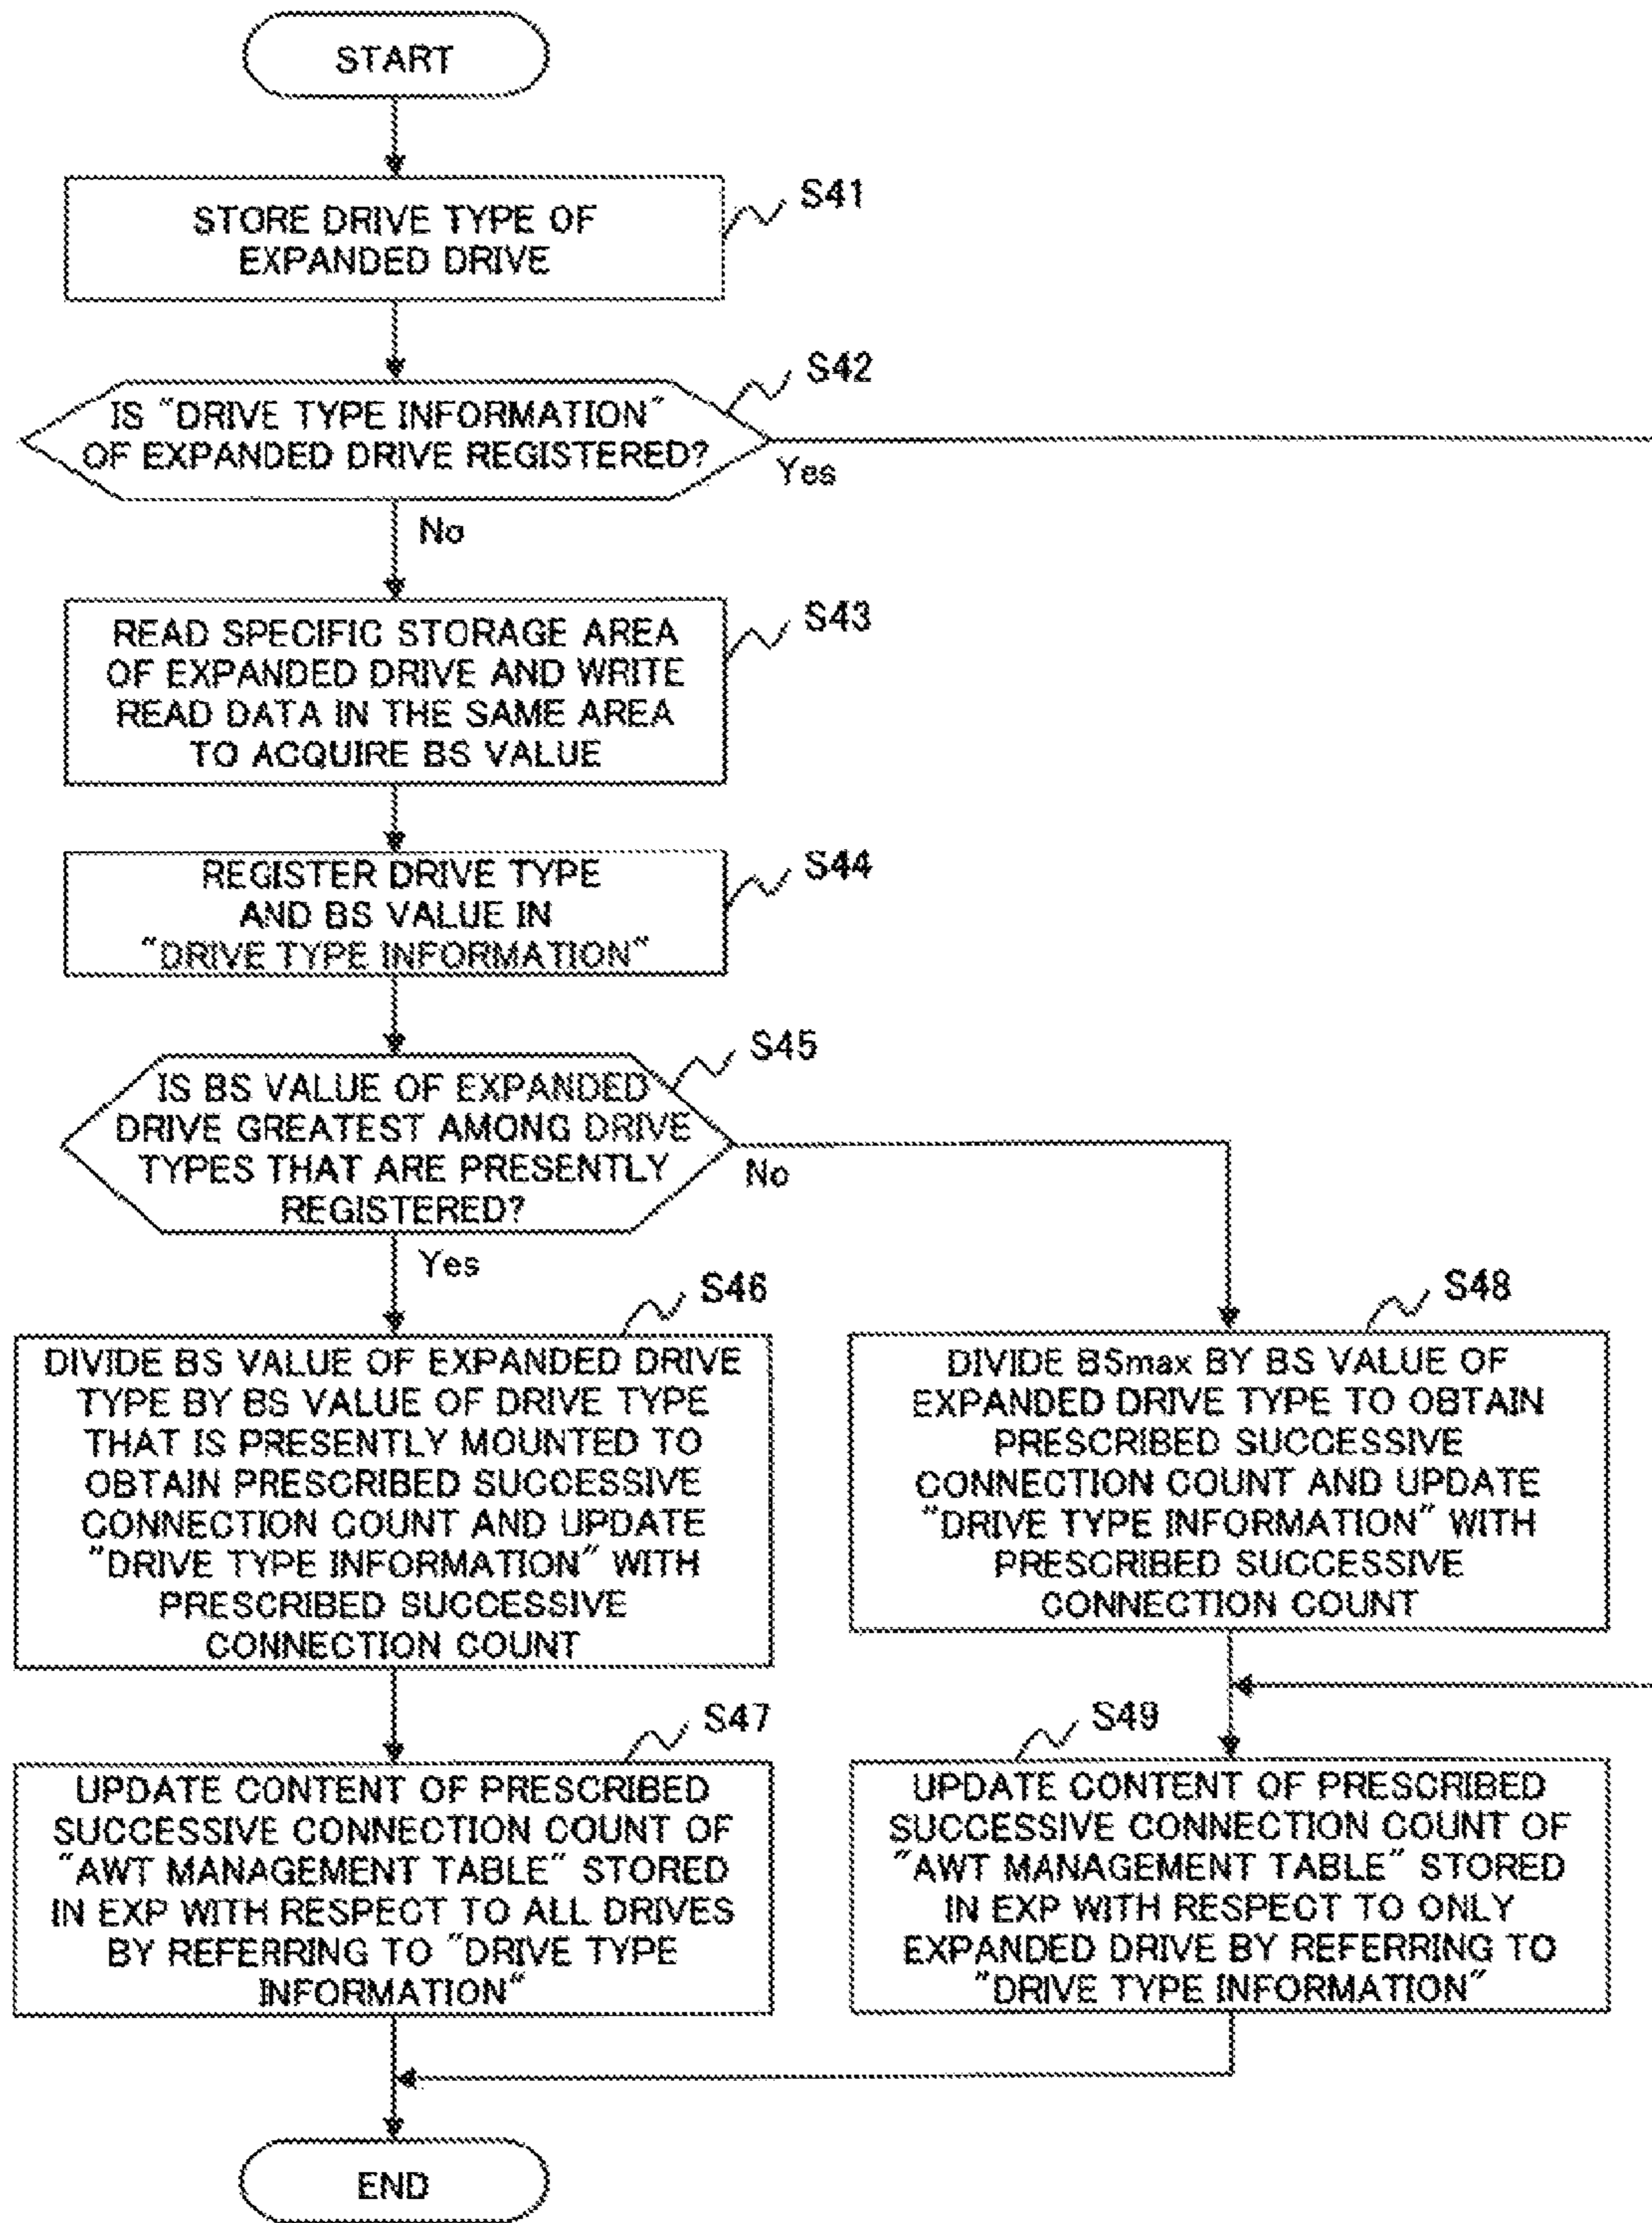 START
S41
STORE DRIVE TYPE OF
EXPANDED DRIVE
S42
IS "DRIVE TYPE INFORMATION"
OF EXPANDED DRIVE REGISTERED?
Yes
No
S43
READ SPECIFIC STORAGE AREA
OF EXPANDED DRIVE AND WRITE
READ DATA IN THE SAME AREA
TO ACQUIRE BS VALUE
S44
REGISTER DRIVE TYPE
AND BS VALUE IN
"DRIVE TYPE INFORMATION"
S45
IS BS VALUE OF EXPANDED
DRIVE GREATEST AMONG DRIVE
TYPES THAT ARE PRESENTLY
REGISTERED?
No
Yes
S46
DIVIDE BS VALUE OF EXPANDED DRIVE
TYPE BY BS VALUE OF DRIVE TYPE
THAT IS PRESENTLY MOUNTED TO
OBTAIN PRESCRIBED SUCCESSIVE
CONNECTION COUNT AND UPDATE
"DRIVE TYPE INFORMATION" WITH
PRESCRIBED SUCCESSIVE
CONNECTION COUNT
S48
DIVIDE BSmax BY BS VALUE OF
EXPANDED DRIVE TYPE TO OBTAIN
PRESCRIBED SUCCESSIVE
CONNECTION COUNT AND UPDATE
"DRIVE TYPE INFORMATION" WITH
PRESCRIBED SUCCESSIVE
CONNECTION COUNT
S47
UPDATE CONTENT OF PRESCRIBED
SUCCESSIVE CONNECTION COUNT OF
"AWT MANAGEMENT TABLE" STORED
IN EXP WITH RESPECT TO ALL DRIVES
BY REFERRING TO "DRIVE TYPE
INFORMATION"
S49
UPDATE CONTENT OF PRESCRIBED
SUCCESSIVE CONNECTION COUNT OF
"AWT MANAGEMENT TABLE" STORED
IN EXP WITH RESPECT TO ONLY
EXPANDED DRIVE BY REFERRING TO
"DRIVE TYPE INFORMATION"
END